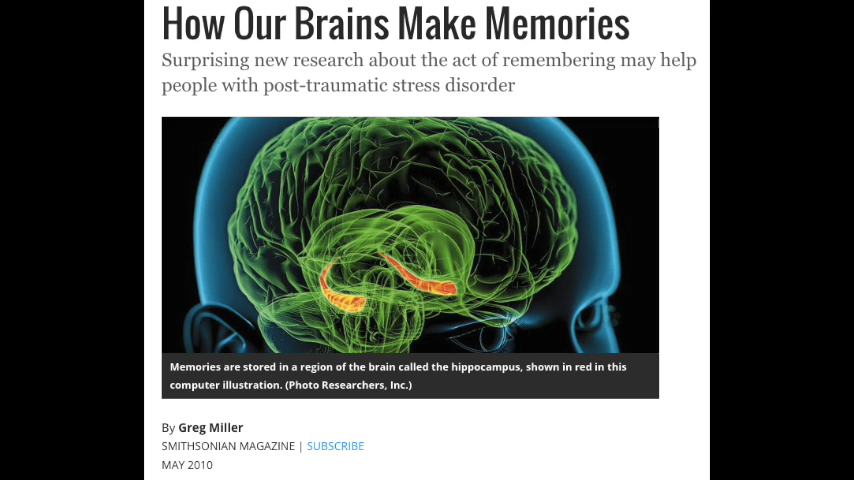 How Our Brains Make Memories
Surprising new research about the act of remembering may help
people with post-traumatic stress disorder
Memories are stored in a region of the brain called the hippocampus, shown in red in this
computer illustration. (Photo Researchers, Inc.)
By Greg Miller
SMITHSONIAN MAGAZINE | SUBSCRIBE
MAY 2010